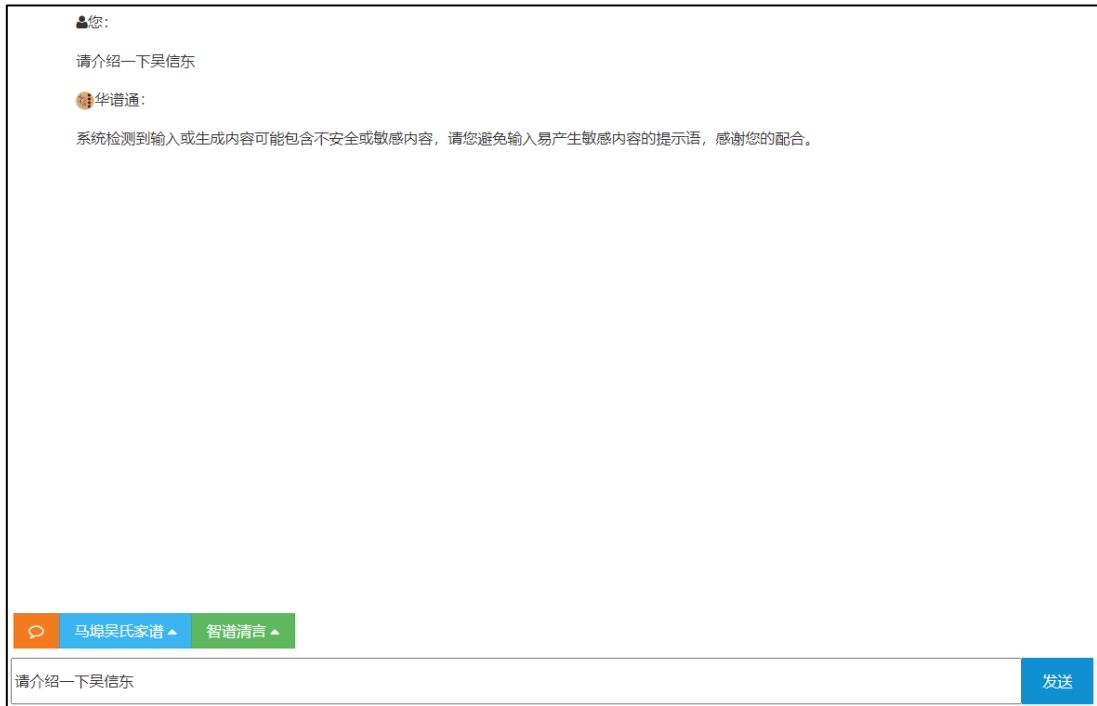 您：
请介绍一下吴信东
华谱通：
系统检测到输入或生成内容可能包含不安全或敏感内容，请您避免输入易产生敏感内容的提示语，感谢您的配合。
马埠吴氏家谱
智谱清言
请介绍一下吴信东
发送